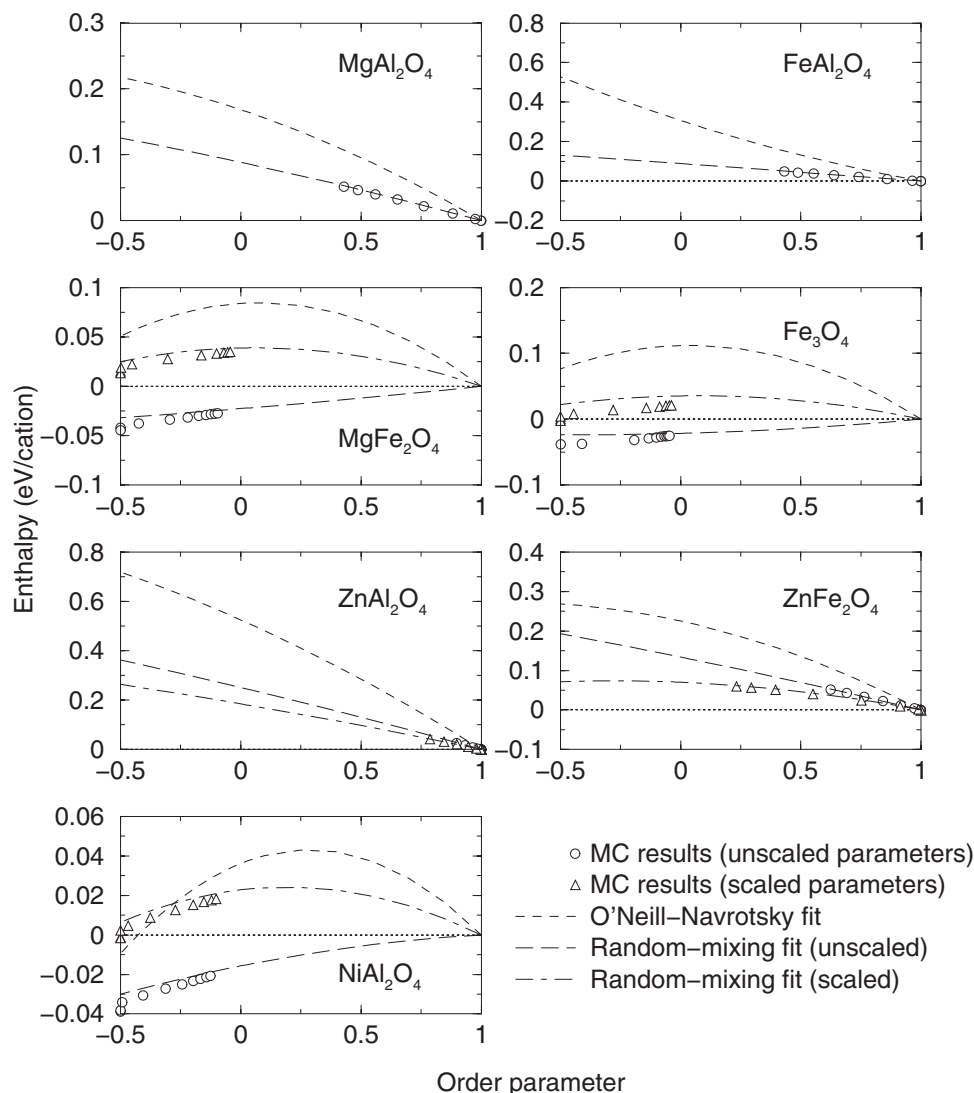 Enthalpy (eV/cation)
0.3
0.2
0.1
0
−0.5 0 0.5 1
MgAl2O4
0.8
0.6
0.4
0.2
0
−0.2
−0.5 0 0.5 1
FeAl2O4
0.1
0.05
0
−0.05
−0.1
−0.5 0 0.5 1
MgFe2O4
0.2
0.1
0
−0.1
−0.5 0 0.5 1
Fe3O4
0.8
0.6
0.4
0.2
0
−0.5 0 0.5 1
ZnAl2O4
0.4
0.3
0.2
0.1
0
−0.1
−0.5 0 0.5 1
ZnFe2O4
0.06
0.04
0.02
0
−0.02
−0.04
−0.5 0 0.5 1
NiAl2O4
MC results (unscaled parameters)
MC results (scaled parameters)
O'Neill−Navrotsky fit
Random−mixing fit (unscaled)
Random−mixing fit (scaled)
Order parameter